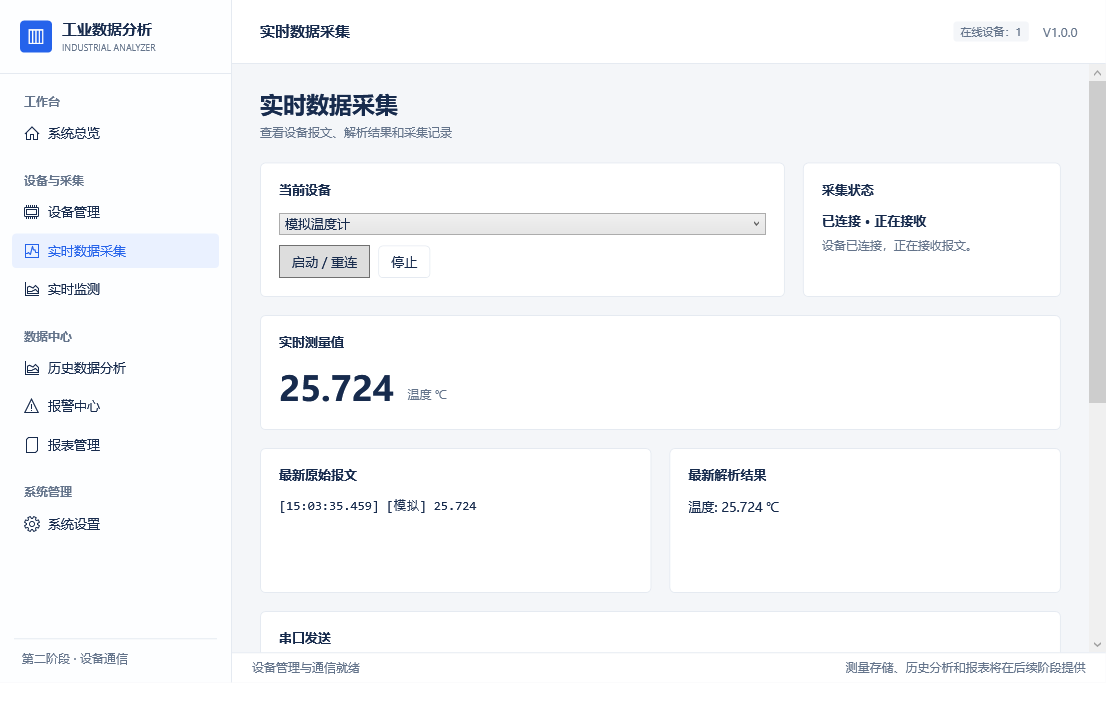 工业数据分析
INDUSTRIAL ANALYZER
工作台
系统总览
设备与采集
设备管理
实时数据采集
实时监测
数据中心
历史数据分析
报警中心
报表管理
系统管理
系统设置
第二阶段 · 设备通信
实时数据采集
在线设备: 1
V1.0.0
实时数据采集
查看设备报文、解析结果和采集记录
当前设备
模拟温度计
启动 / 重连
停止
采集状态
已连接 • 正在接收
设备已连接，正在接收报文。
实时测量值
25.724 温度 ℃
最新原始报文
[15:03:35.459] [模拟] 25.724
最新解析结果
温度: 25.724 ℃
串口发送
设备管理与通信就绪
测量存储、历史分析和报表将在后续阶段提供